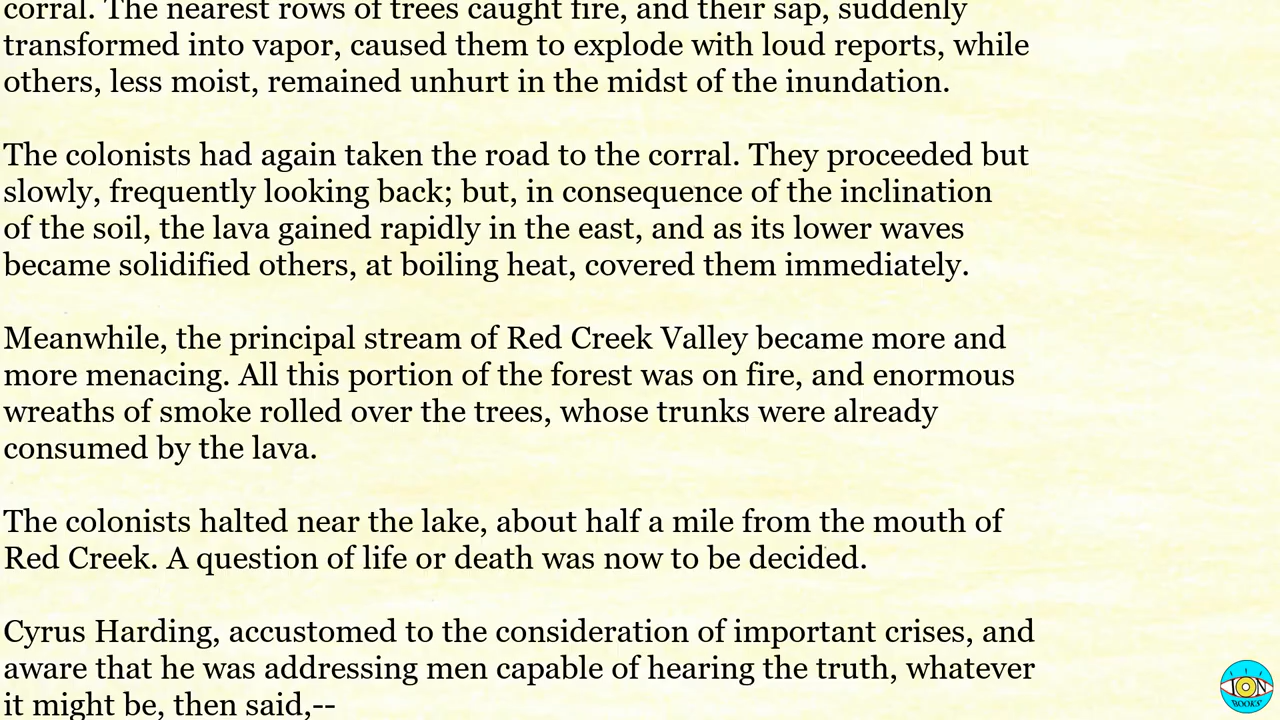 corral. The nearest rows of trees caught fire, and their sap, suddenly
transformed into vapor, caused them to explode with loud reports, while
others, less moist, remained unhurt in the midst of the inundation.
The colonists had again taken the road to the corral. They proceeded but
slowly, frequently looking back; but, in consequence of the inclination
of the soil, the lava gained rapidly in the east, and as its lower waves
became solidified others, at boiling heat, covered them immediately.
Meanwhile, the principal stream of Red Creek Valley became more and
more menacing. All this portion of the forest was on fire, and enormous
wreaths of smoke rolled over the trees, whose trunks were already
consumed by the lava.
The colonists halted near the lake, about half a mile from the mouth of
Red Creek. A question of life or death was now to be decided.
Cyrus Harding, accustomed to the consideration of important crises, and
aware that he was addressing men capable of hearing the truth, whatever
it might be, then said,--
ION
BOOKS